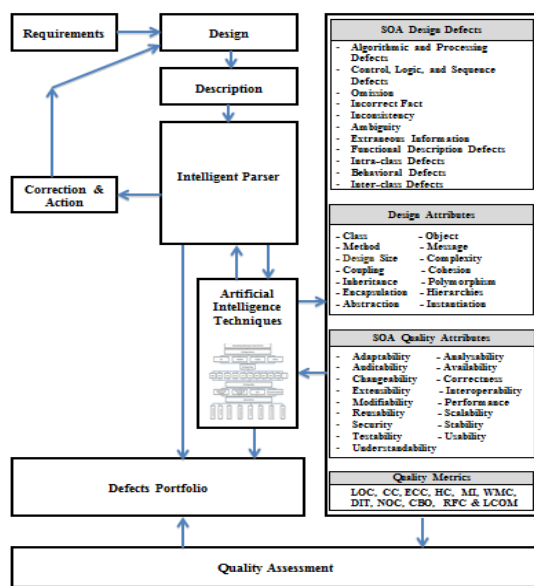 Requirements
Design
Description
Intelligent Parser
Correction &
Action
Artificial
Intelligence
Techniques
Defects Portfolio
Quality Assessment
SOA Design Defects
- Algorithmic and Processing
Defects
- Control, Logic, and Sequence
Defects
- Omission
- Incorrect Fact
- Inconsistency
- Ambiguity
- Extraneous Information
- Functional Description Defects
- Intra-class Defects
- Behavioral Defects
- Inter-class Defects
Design Attributes
- Class - Object
- Method - Message
- Design Size - Complexity
- Coupling - Cohesion
- Inheritance - Polymorphism
- Encapsulation - Hierarchies
- Abstraction - Instantiation
SOA Quality Attributes
- Adaptability - Analysability
- Auditability - Availability
- Changeability - Correctness
- Extensibility - Interoperability
- Modifiability - Performance
- Reusability - Scalability
- Security - Stability
- Testability - Usability
- Understandability
Quality Metrics
LOC, CC, ECC, HC, MI, WMC,
DIT, NOC, CBO, RFC & LCOM